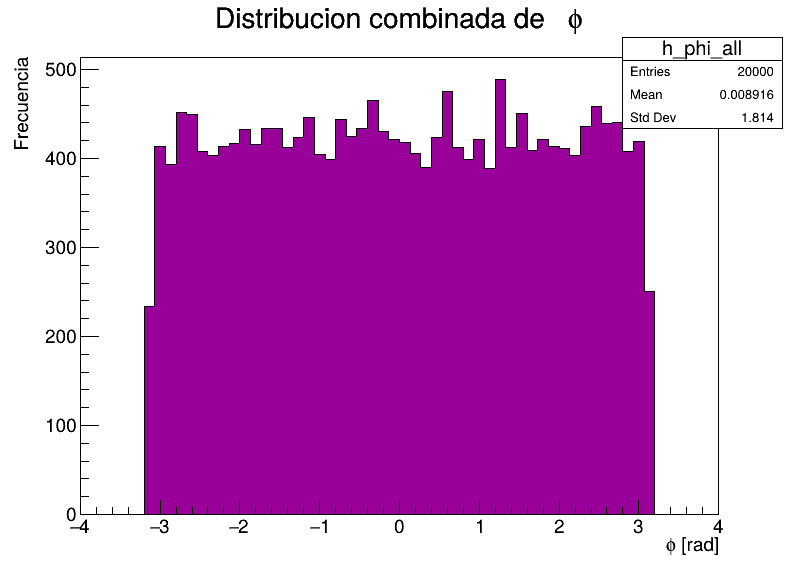 Distribucion combinada de ϕ
h_phi_all
Entries 20000
Mean 0.008916
Std Dev 1.814
Frecuencia
500
400
300
200
100
0
−4 −3 −2 −1 0 1 2 3 4
ϕ [rad]